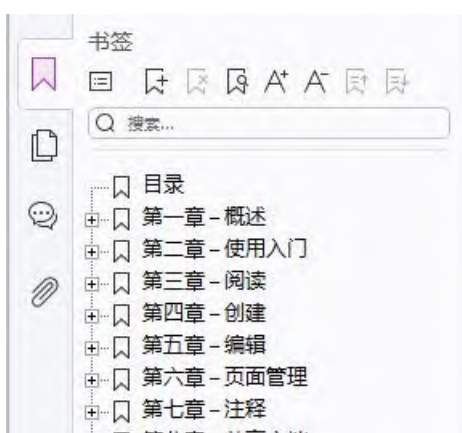 书签
搜索...
目录
第一章 – 概述
第二章 – 使用入门
第三章 – 阅读
第四章 – 创建
第五章 – 编辑
第六章 – 页面管理
第七章 – 注释